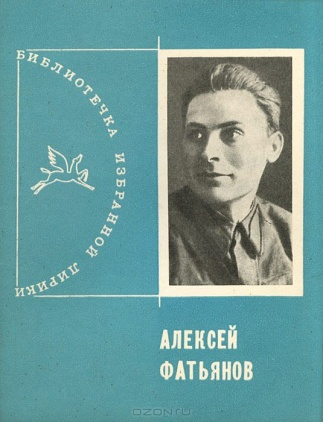 БИБЛИОТЕЧКА ИЗБРАННОЙ ЛИРИКИ
АЛЕКСЕЙ
ФАТЬЯНОВ
ozon.ru